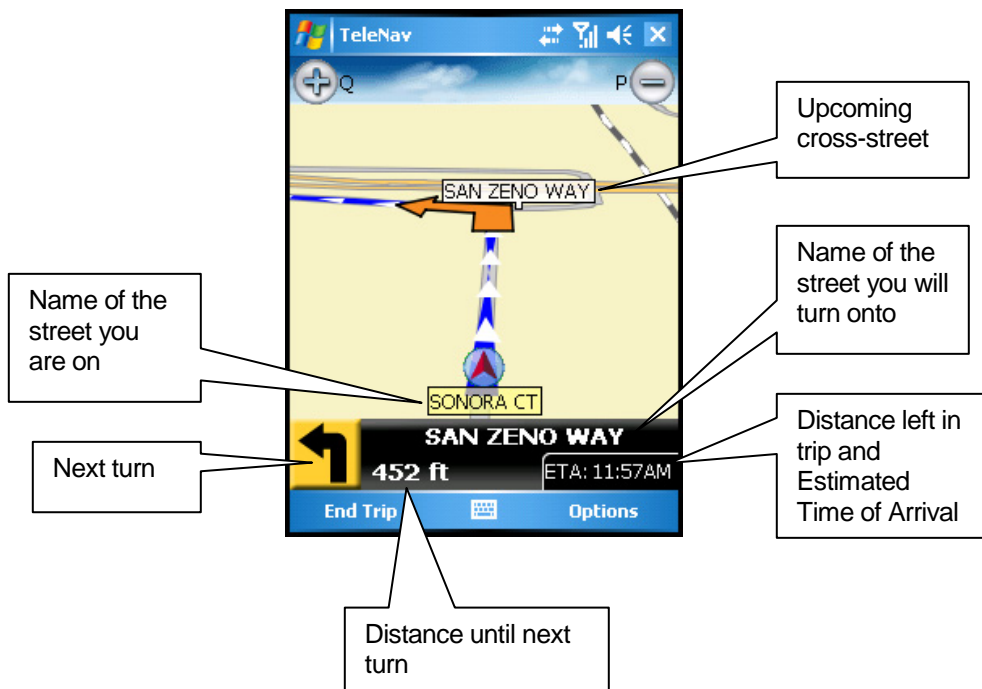 TeleNav
Q
P
Upcoming
cross-street
SAN ZENO WAY
Name of the
street you will
turn onto
Name of the
street you
are on
SONORA CT
SAN ZENO WAY
452 ft
ETA: 11:57AM
Distance left in
trip and
Estimated
Time of Arrival
Next turn
End Trip
Options
Distance until next
turn